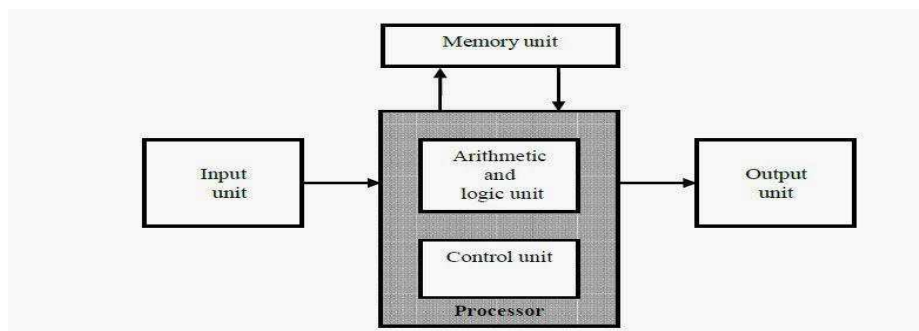 Memory unit
Input
unit
Arithmetic
and
logic unit
Control unit
Processor
Output
unit